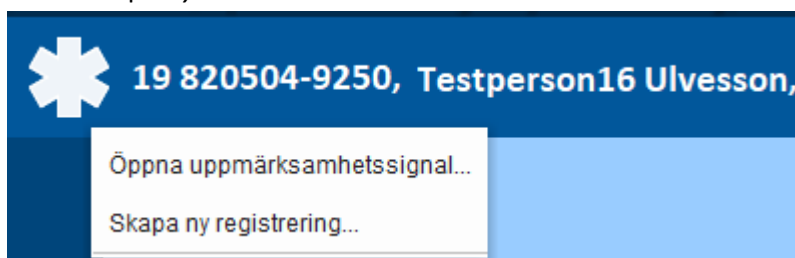 19 820504-9250, Testperson16 Ulvesson,
Öppna uppmärksamhetssignal...
Skapa ny registrering...